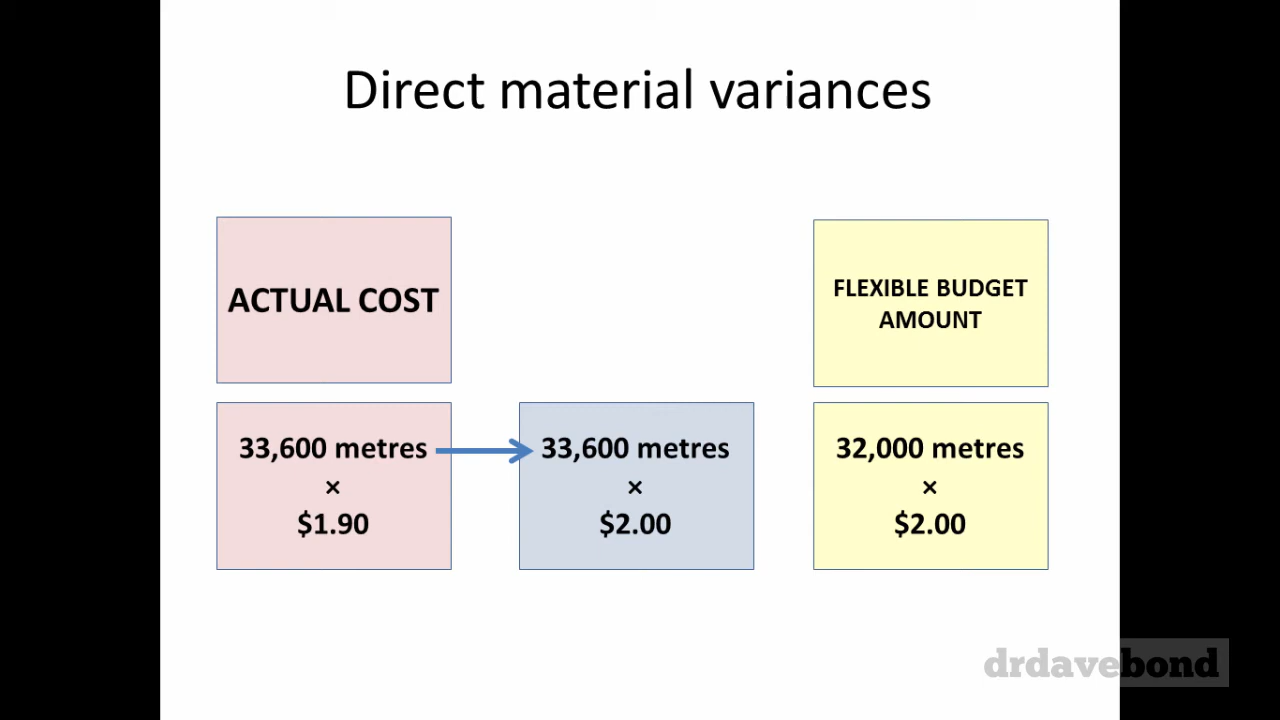 Direct material variances
ACTUAL COST
FLEXIBLE BUDGET
AMOUNT
33,600 metres
×
$1.90
33,600 metres
×
$2.00
32,000 metres
×
$2.00
drdavebond